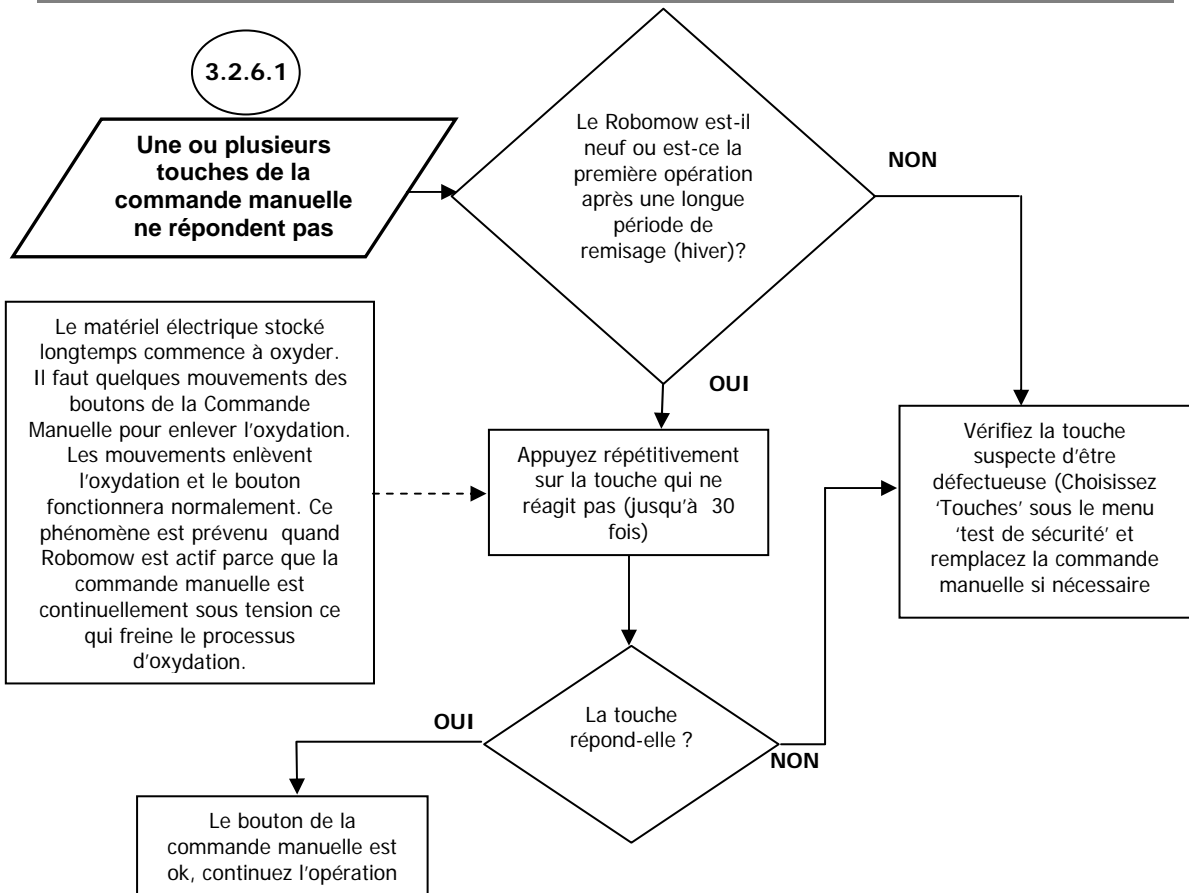 3.2.6.1
Une ou plusieurs
touches de la
commande manuelle
ne répondent pas
Le Robomow est-il
neuf ou est-ce la
première opération
après une longue
période de
remisage (hiver)?
NON
OUI
Le matériel électrique stocké
longtemps commence à oxyder.
Il faut quelques mouvements des
boutons de la Commande
Manuelle pour enlever l'oxydation.
Les mouvements enlèvent
l'oxydation et le bouton
fonctionnera normalement. Ce
phénomène est prévenu quand
Robomow est actif parce que la
commande manuelle est
continuellement sous tension ce
qui freine le processus
d'oxydation.
Appuyez répétitivement
sur la touche qui ne
réagit pas (jusqu'à 30
fois)
Vérifiez la touche
suspecte d'être
défectueuse (Choisissez
'Touches' sous le menu
'test de sécurité' et
remplacez la commande
manuelle si nécessaire
La touche
répond-elle ?
OUI
NON
Le bouton de la
commande manuelle est
ok, continuez l'opération